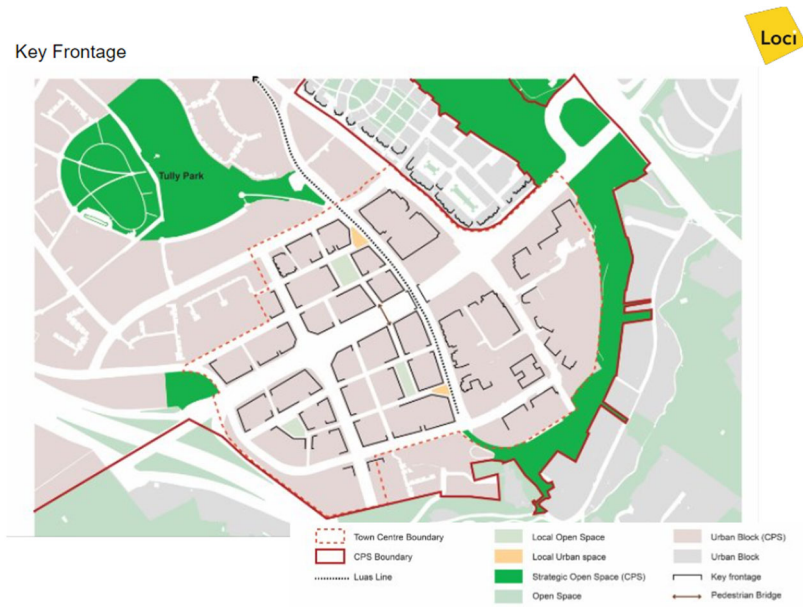 Loci
Key Frontage
Tully Park
Town Centre Boundary
CPS Boundary
Luas Line
Local Open Space
Local Urban space
Strategic Open Space (CPS)
Open Space
Urban Block (CPS)
Urban Block
Key frontage
Pedestrian Bridge